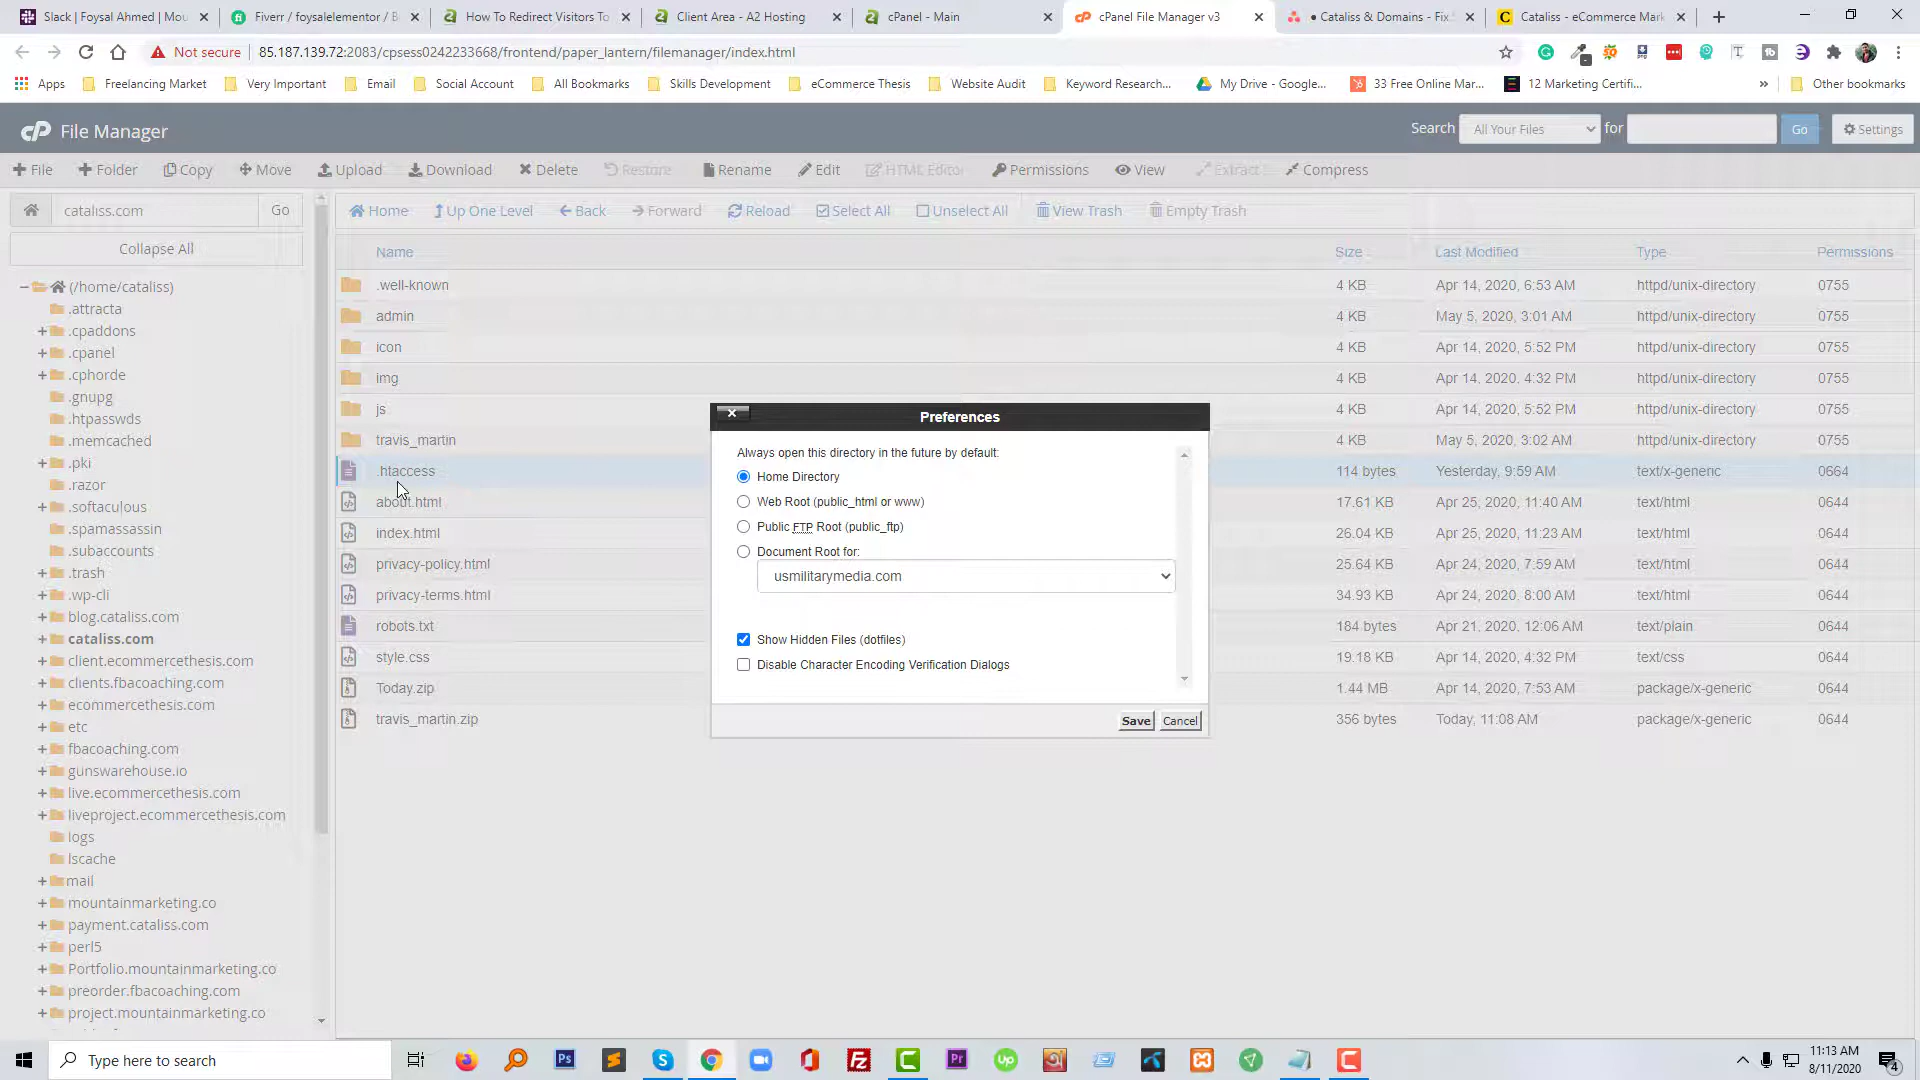 Slack | Foysal Ahmed | Mou
Fiverr / foysalelementor / B
How To Redirect Visitors To
Client Area - A2 Hosting
cPanel - Main
cPanel File Manager v3
● Cataliss & Domains - Fix
Cataliss - eCommerce Mark
Not secure 85.187.139.72:2083/cpsess0242233668/frontend/paper_lantern/filemanager/index.html
Apps Freelancing Market Very Important Email Social Account All Bookmarks Skills Development eCommerce Thesis Website Audit Keyword Research... My Drive - Google... 33 Free Online Mar... 12 Marketing Certifi... » Other bookmarks
cP File Manager
Search All Your Files for Go Settings
File Folder Copy Move Upload Download Delete Restore Rename Edit HTML Editor Permissions View Extract Compress
cataliss.com Go
Home Up One Level Back Forward Reload Select All Unselect All View Trash Empty Trash
Collapse All
(/home/cataliss)
.attracta
.cpaddons
.cpanel
.cphorde
.gnupg
.htpasswds
.memcached
.pki
.razor
.softaculous
.spamassassin
.subaccounts
.trash
.wp-cli
blog.cataliss.com
cataliss.com
client.ecommercethesis.com
clients.fbacoaching.com
ecommercethesis.com
etc
fbacoaching.com
gunswarehouse.io
live.ecommercethesis.com
liveproject.ecommercethesis.com
logs
lscache
mail
mountainmarketing.co
payment.cataliss.com
perl5
Portfolio.mountainmarketing.co
preorder.fbacoaching.com
project.mountainmarketing.co
Name Size Last Modified Type Permissions
.well-known 4 KB Apr 14, 2020, 6:53 AM httpd/unix-directory 0755
admin 4 KB May 5, 2020, 3:01 AM httpd/unix-directory 0755
icon 4 KB Apr 14, 2020, 5:52 PM httpd/unix-directory 0755
img 4 KB Apr 14, 2020, 4:32 PM httpd/unix-directory 0755
js 4 KB Apr 14, 2020, 5:52 PM httpd/unix-directory 0755
travis_martin 4 KB May 5, 2020, 3:02 AM httpd/unix-directory 0755
.htaccess 114 bytes Yesterday, 9:59 AM text/x-generic 0664
about.html 17.61 KB Apr 25, 2020, 11:40 AM text/html 0644
index.html 26.04 KB Apr 25, 2020, 11:23 AM text/html 0644
privacy-policy.html 25.64 KB Apr 24, 2020, 7:59 AM text/html 0644
privacy-terms.html 34.93 KB Apr 24, 2020, 8:00 AM text/html 0644
robots.txt 184 bytes Apr 21, 2020, 12:06 AM text/plain 0644
style.css 19.18 KB Apr 14, 2020, 4:32 PM text/css 0644
Today.zip 1.44 MB Apr 14, 2020, 7:53 AM package/x-generic 0644
travis_martin.zip 356 bytes Today, 11:08 AM package/x-generic 0644
Preferences
Always open this directory in the future by default:
Home Directory
Web Root (public_html or www)
Public FTP Root (public_ftp)
Document Root for:
usmilitarymedia.com
Show Hidden Files (dotfiles)
Disable Character Encoding Verification Dialogs
Save Cancel
Type here to search
11:13 AM
8/11/2020
4